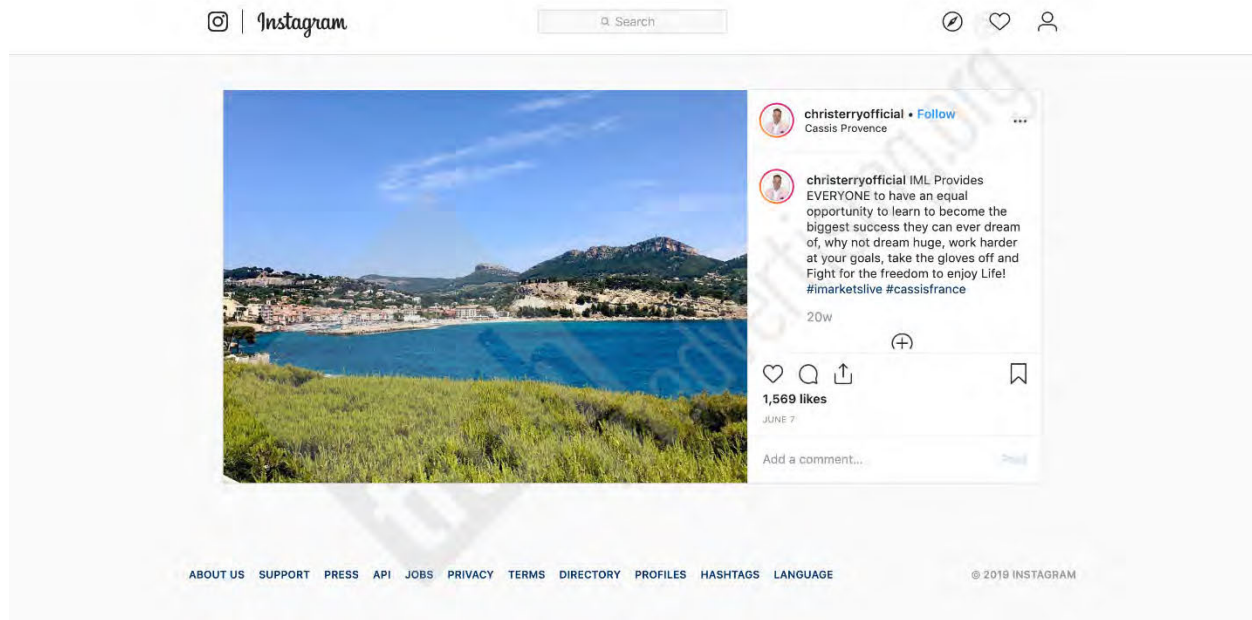 Instagram
Search
christerryofficial • Follow
Cassis Provence
christerryofficial IML Provides
EVERYONE to have an equal
opportunity to learn to become the
biggest success they can ever dream
of, why not dream huge, work harder
at your goals, take the gloves off and
Fight for the freedom to enjoy Life!
#imarketslive #cassisfrance
20w
1,569 likes
JUNE 7
Add a comment...
Post
ABOUT US SUPPORT PRESS API JOBS PRIVACY TERMS DIRECTORY PROFILES HASHTAGS LANGUAGE
© 2019 INSTAGRAM